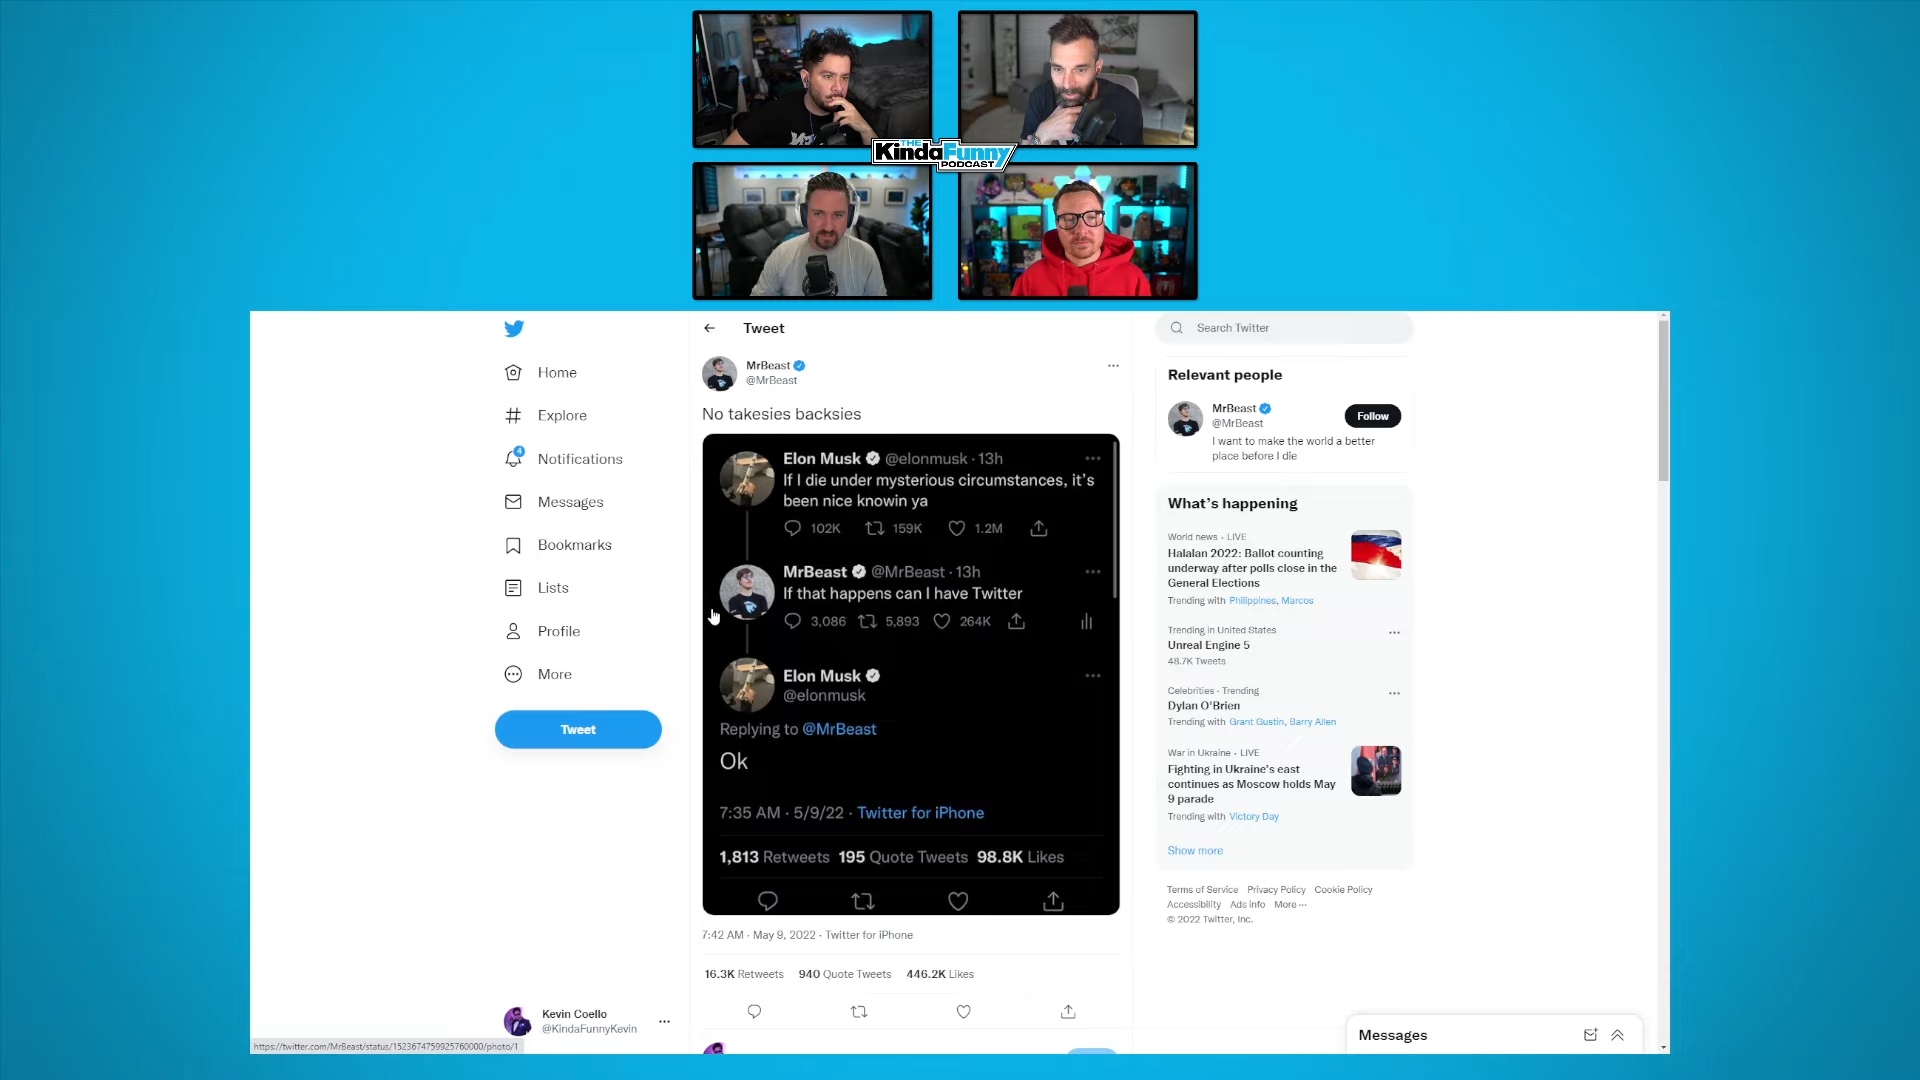 THE
KindaFunny
PODCAST
Home
Explore
4
Notifications
Messages
Bookmarks
Lists
Profile
More
Tweet
Kevin Coello
@KindaFunnyKevin
https://twitter.com/MrBeast/status/1523674759925760000/photo/1
Tweet
MrBeast
@MrBeast
No takesies backsies
Elon Musk @elonmusk · 13h
If I die under mysterious circumstances, it's
been nice knowin ya
102K 159K 1.2M
MrBeast @MrBeast · 13h
If that happens can I have Twitter
3,086 5,893 264K
Elon Musk
@elonmusk
Replying to @MrBeast
Ok
7:35 AM · 5/9/22 · Twitter for iPhone
1,813 Retweets 195 Quote Tweets 98.8K Likes
7:42 AM · May 9, 2022 · Twitter for iPhone
16.3K Retweets 940 Quote Tweets 446.2K Likes
Search Twitter
Relevant people
MrBeast
@MrBeast
Follow
I want to make the world a better
place before I die
What's happening
World news · LIVE
Halalan 2022: Ballot counting
underway after polls close in the
General Elections
Trending with Philippines, Marcos
Trending in United States
Unreal Engine 5
48.7K Tweets
Celebrities · Trending
Dylan O'Brien
Trending with Grant Gustin, Barry Allen
War in Ukraine · LIVE
Fighting in Ukraine's east
continues as Moscow holds May
9 parade
Trending with Victory Day
Show more
Terms of Service Privacy Policy Cookie Policy
Accessibility Ads info More ···
© 2022 Twitter, Inc.
Messages